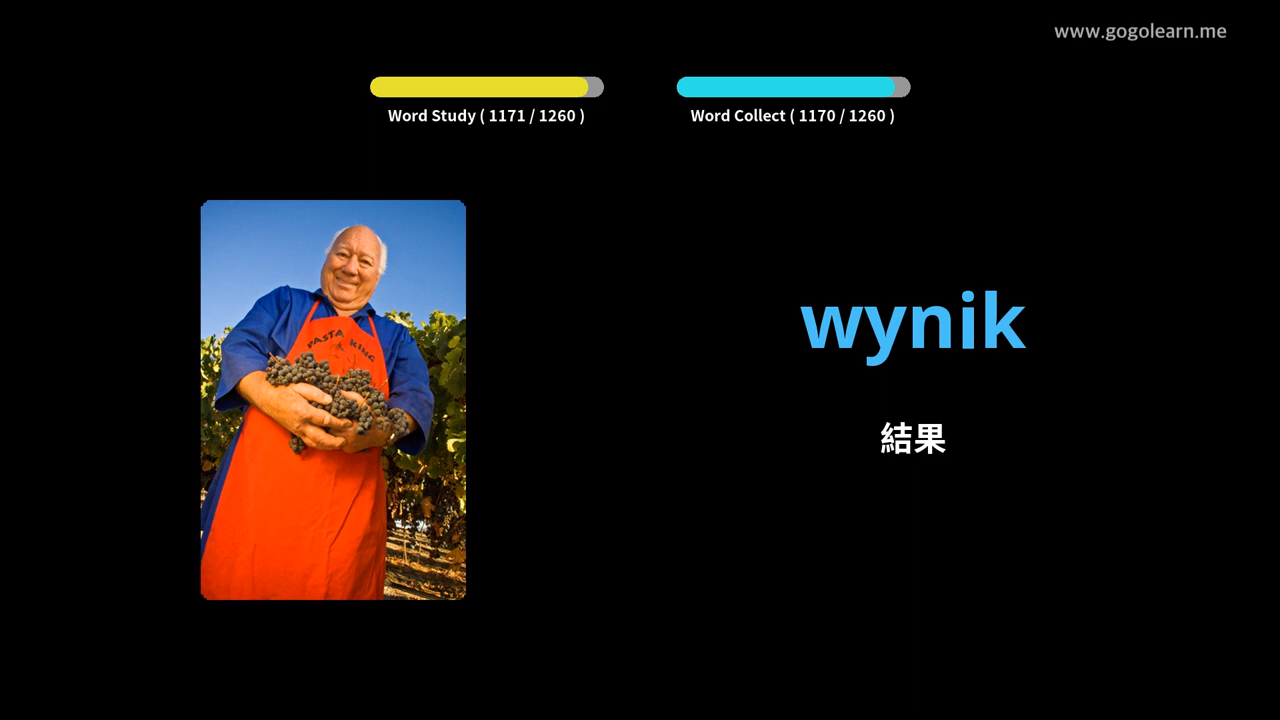 www.gogolearn.me
Word Study ( 1171 / 1260 )
Word Collect ( 1170 / 1260 )
PASTA KING
wynik
結果